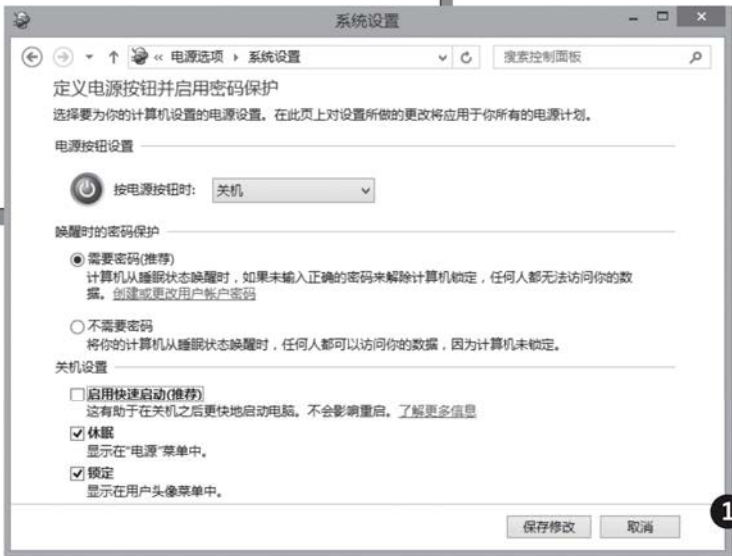 系统设置
« 电源选项 ▸ 系统设置
搜索控制面板
定义电源按钮并启用密码保护
选择要为你的计算机设置的电源设置。在此页上对设置所做的更改将应用于你所有的电源计划。
电源按钮设置
按电源按钮时: 关机
唤醒时的密码保护
需要密码(推荐)
计算机从睡眠状态唤醒时，如果未输入正确的密码来解除计算机锁定，任何人都无法访问你的数
据。创建或更改用户帐户密码
不需要密码
将你的计算机从睡眠状态唤醒时，任何人都可以访问你的数据，因为计算机未锁定。
关机设置
启用快速启动(推荐)
这有助于在关机之后更快地启动电脑。不会影响重启。了解更多信息
休眠
显示在"电源"菜单中。
锁定
显示在用户头像菜单中。
1
保存修改 取消